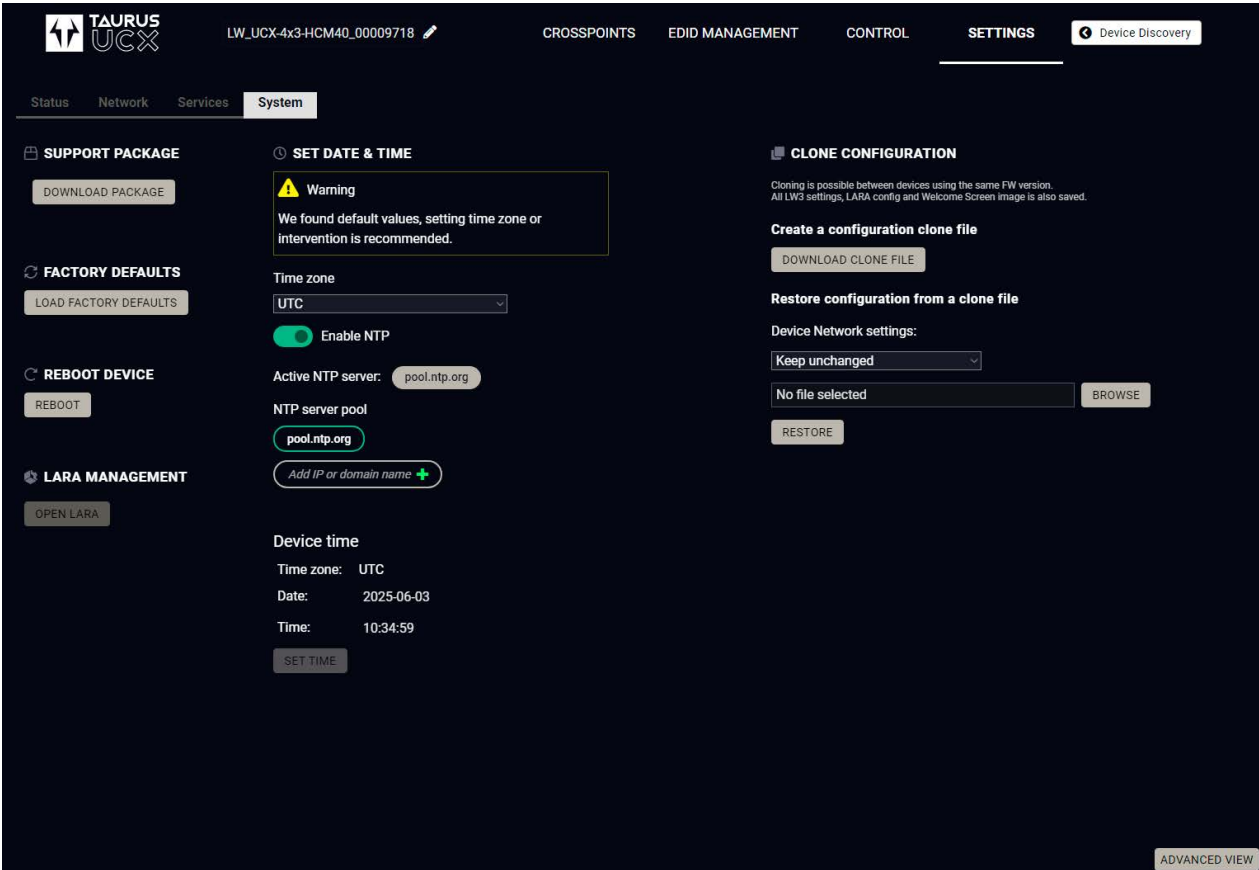 TAURUS
UCX
LW_UCX-4x3-HCM40_00009718
CROSSPOINTS
EDID MANAGEMENT
CONTROL
SETTINGS
Device Discovery
Status
Network
Services
System
SUPPORT PACKAGE
DOWNLOAD PACKAGE
FACTORY DEFAULTS
LOAD FACTORY DEFAULTS
REBOOT DEVICE
REBOOT
LARA MANAGEMENT
OPEN LARA
SET DATE & TIME
Warning
We found default values, setting time zone or
intervention is recommended.
Time zone
UTC
Enable NTP
Active NTP server: pool.ntp.org
NTP server pool
pool.ntp.org
Add IP or domain name
Device time
Time zone: UTC
Date: 2025-06-03
Time: 10:34:59
SET TIME
CLONE CONFIGURATION
Cloning is possible between devices using the same FW version.
All LW3 settings, LARA config and Welcome Screen image is also saved.
Create a configuration clone file
DOWNLOAD CLONE FILE
Restore configuration from a clone file
Device Network settings:
Keep unchanged
No file selected
BROWSE
RESTORE
ADVANCED VIEW